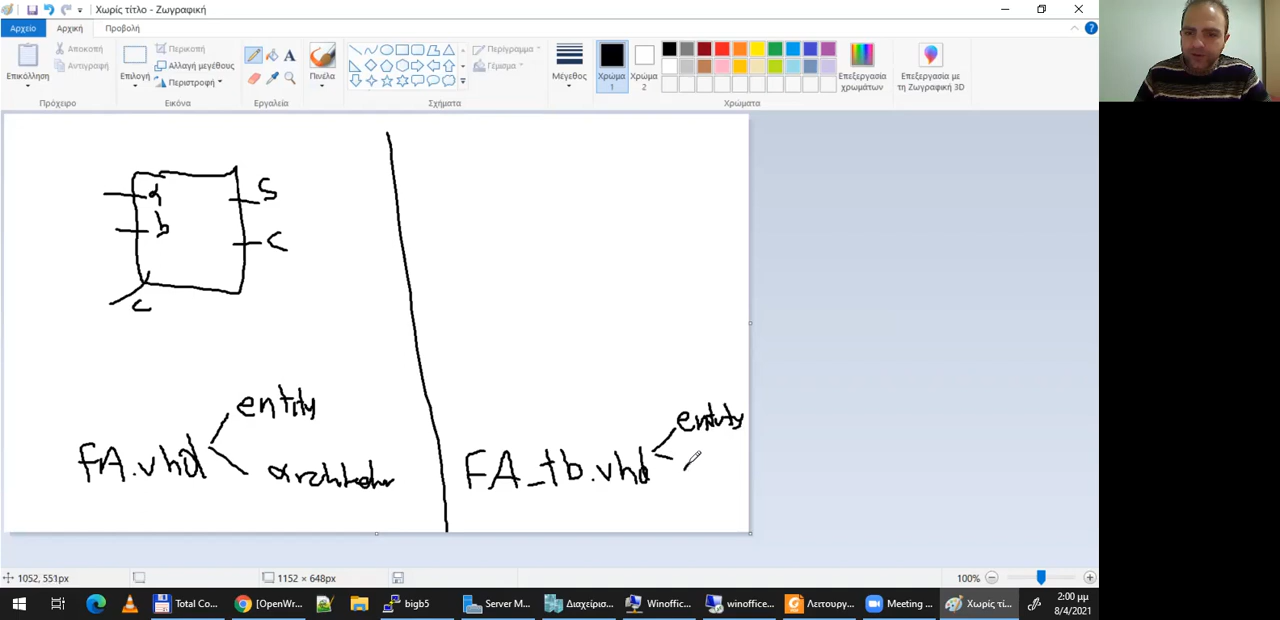 Χωρίς τίτλο - Ζωγραφική
Αρχείο Αρχική Προβολή
Επικόλληση
Αποκοπή
Αντιγραφή
Πρόχειρο
Επιλογή
Περικοπή
Αλλαγή μεγέθους
Περιστροφή
Εικόνα
A
Εργαλεία
Πινέλα
Περίγραμμα
Γέμισμα
Σχήματα
Μέγεθος
Χρώμα 1
Χρώμα 2
Επεξεργασία χρωμάτων
Χρώματα
Επεξεργασία με τη Ζωγραφική 3D
a
b
c
S
C
FA.vhd
entity
FA_tb.vhd
entity
1052, 551px
1152 × 648px
100%
Total Co...
[OpenWr...
bigb5
Server M...
Διαχείρισ...
Winoffic...
winoffice...
Λειτουργ...
Meeting ...
Χωρίς τί...
2:00 μμ
8/4/2021